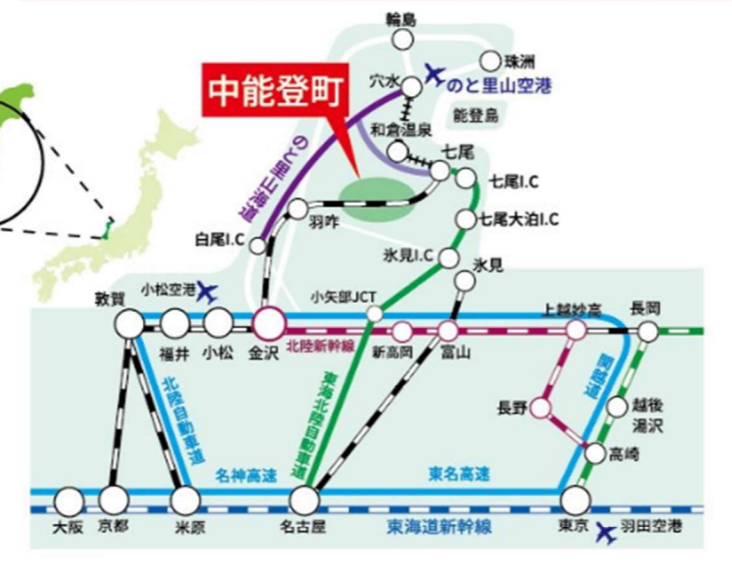 輪島
珠洲
穴水
のと里山空港
中能登町
能登島
和倉温泉
七尾
のと里山海道
七尾I.C
羽咋
七尾大泊I.C
白尾I.C
氷見I.C
氷見
小松空港
敦賀
小矢部JCT
上越妙高
長岡
福井
小松
金沢
北陸新幹線
新高岡
富山
北陸自動車道
東海北陸自動車道
関越道
長野
越後
湯沢
高崎
名神高速
東名高速
大阪
京都
米原
名古屋
東海道新幹線
東京
羽田空港